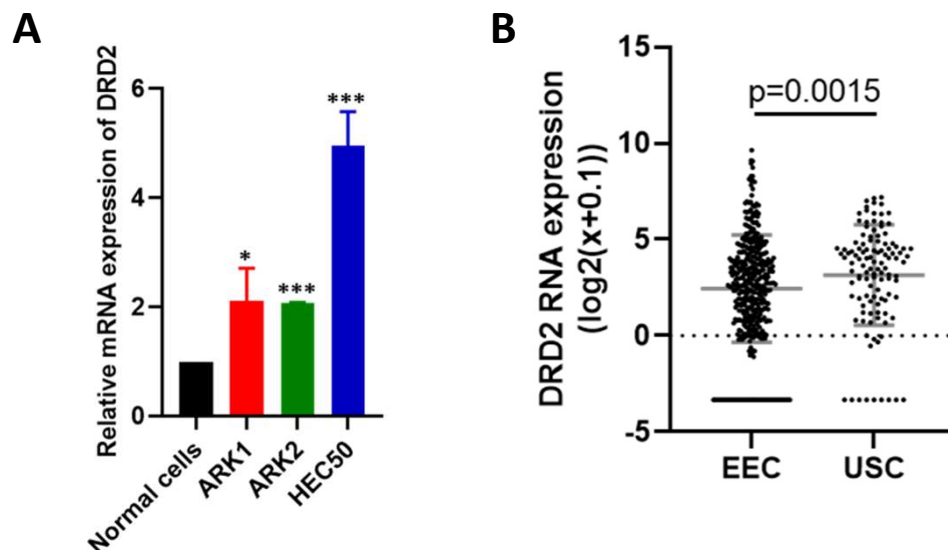 A
Relative mRNA expression of DRD2
6
4
2
0
*
***
***
Normal cells
ARK1
ARK2
HEC50
B
DRD2 RNA expression
(log2(x+0.1))
15
10
5
0
-5
p=0.0015
EEC
USC